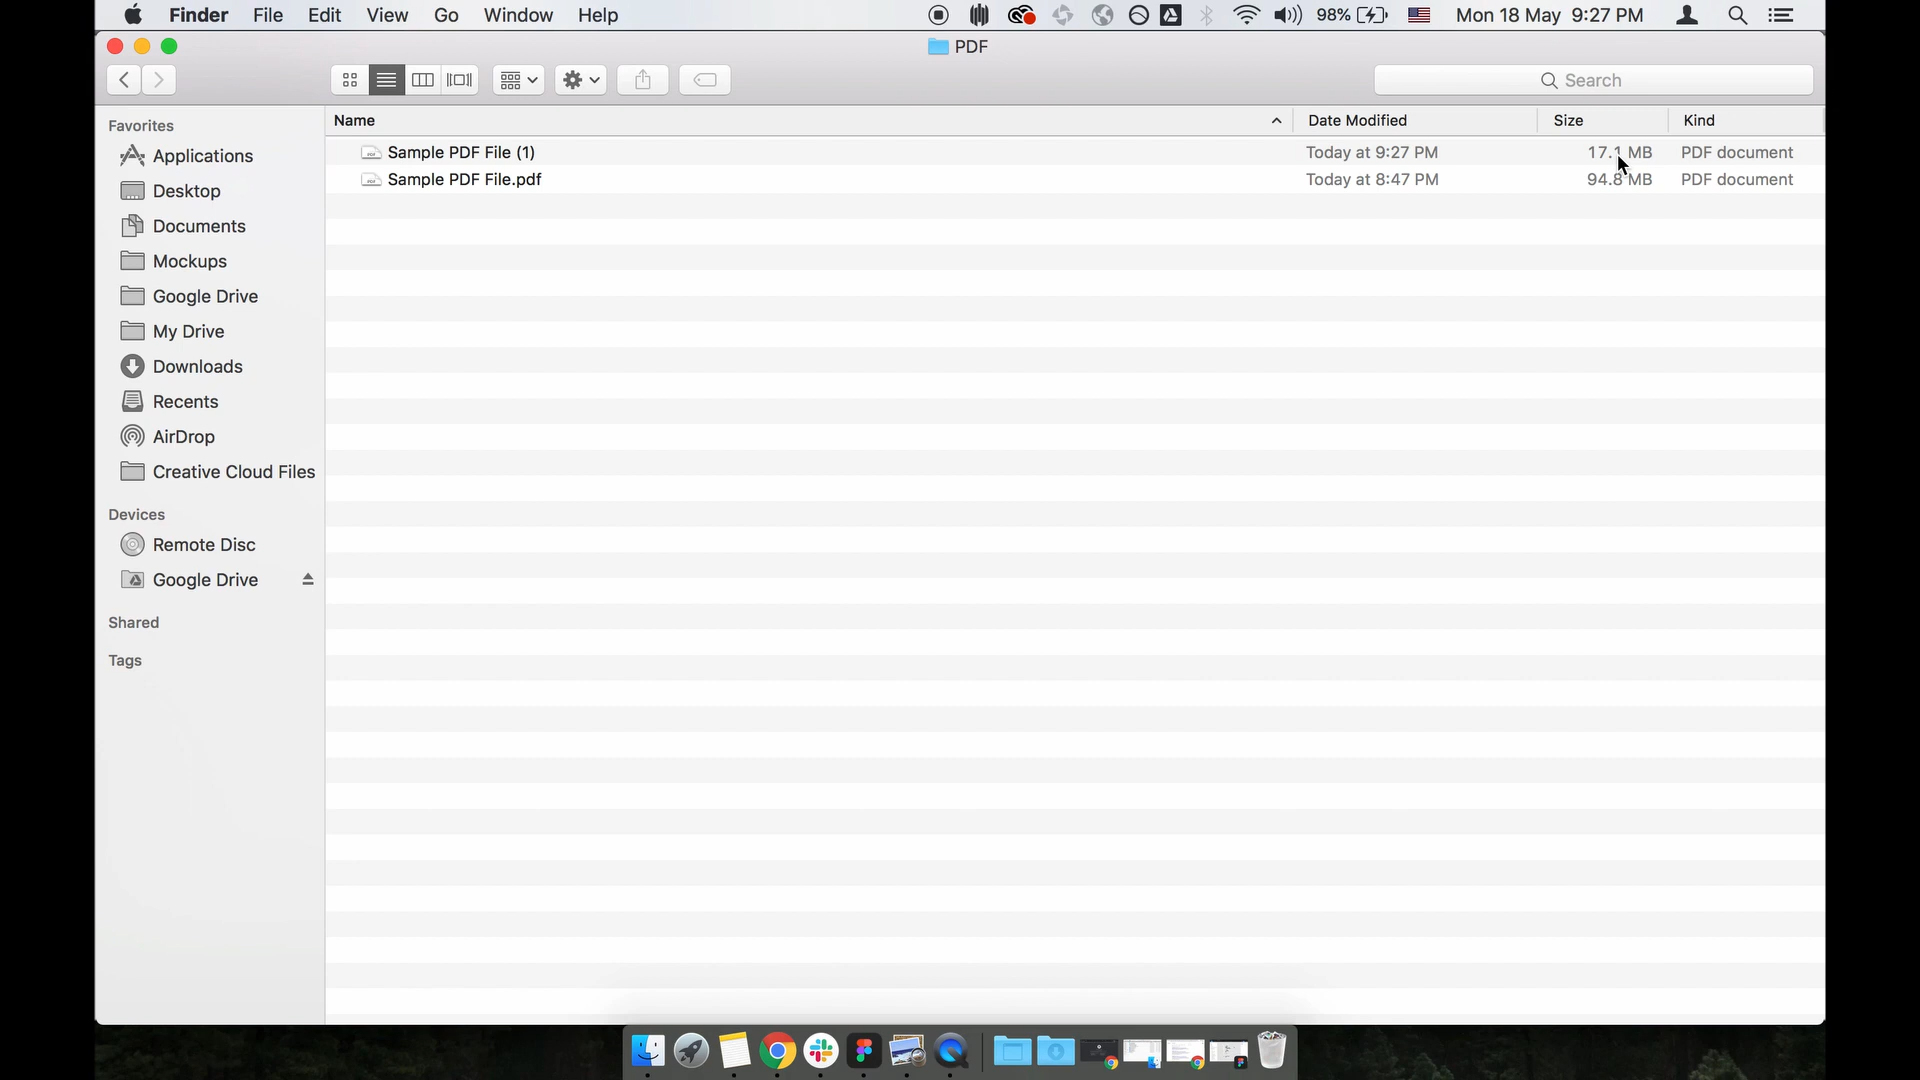 Finder File Edit View Go Window Help 98% Mon 18 May 9:27 PM
PDF
Search
Favorites
Applications
Desktop
Documents
Mockups
Google Drive
My Drive
Downloads
Recents
AirDrop
Creative Cloud Files
Devices
Remote Disc
Google Drive
Shared
Tags
Name Date Modified Size Kind
Sample PDF File (1) Today at 9:27 PM 17.1 MB PDF document
Sample PDF File.pdf Today at 8:47 PM 94.8 MB PDF document